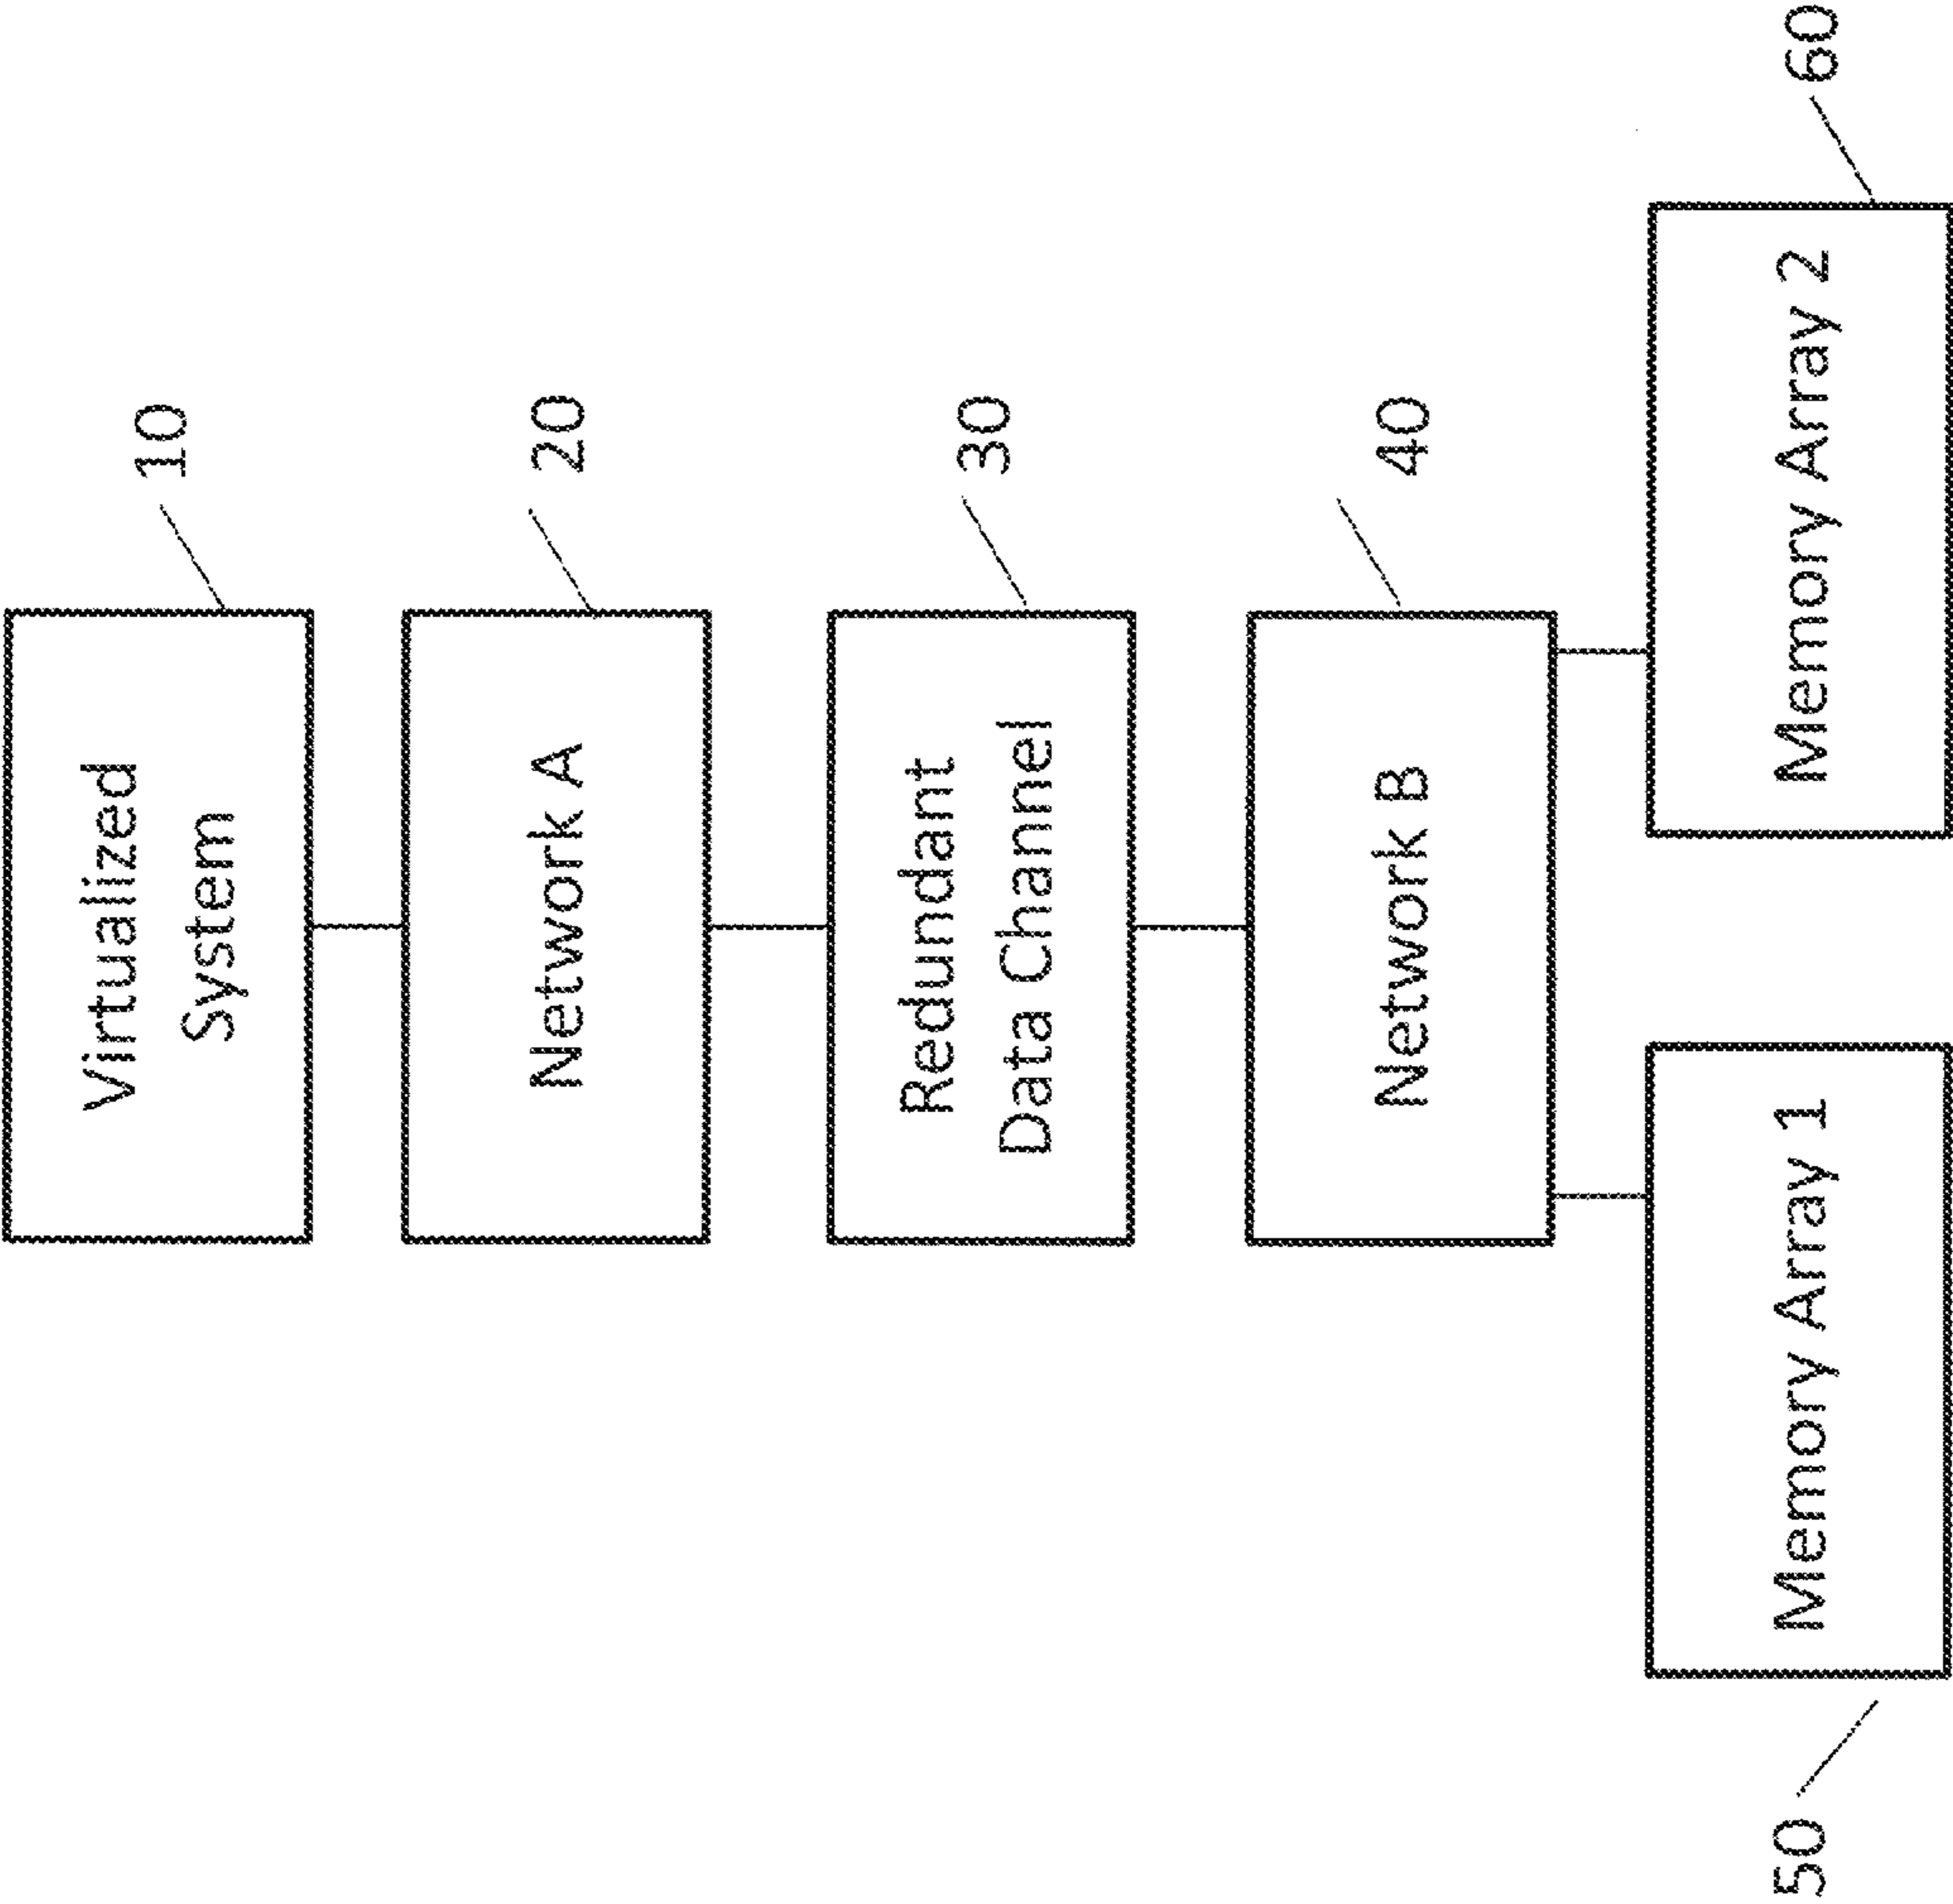 Virtualized
System
10
Network A
20
Redundant
Data Channel
30
Network B
40
Memory Array 1
50
Memory Array 2
60